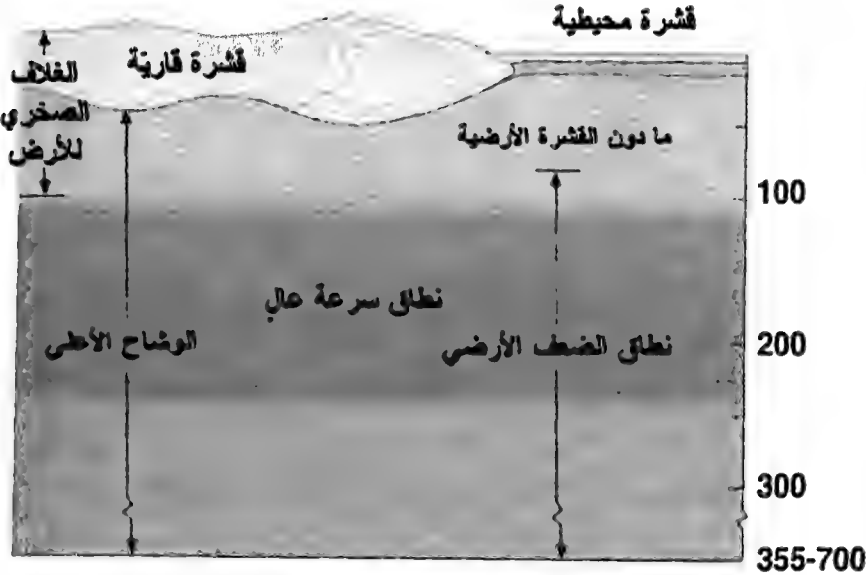 قشرة محيطية
قشرة قارية
الغلاف
الصخري
للأرض
ما دون القشرة الأرضية
100
نطاق سرعة عالٍ
الوشاح الأعلى
نطاق الضعف الأرضي
200
300
355-700